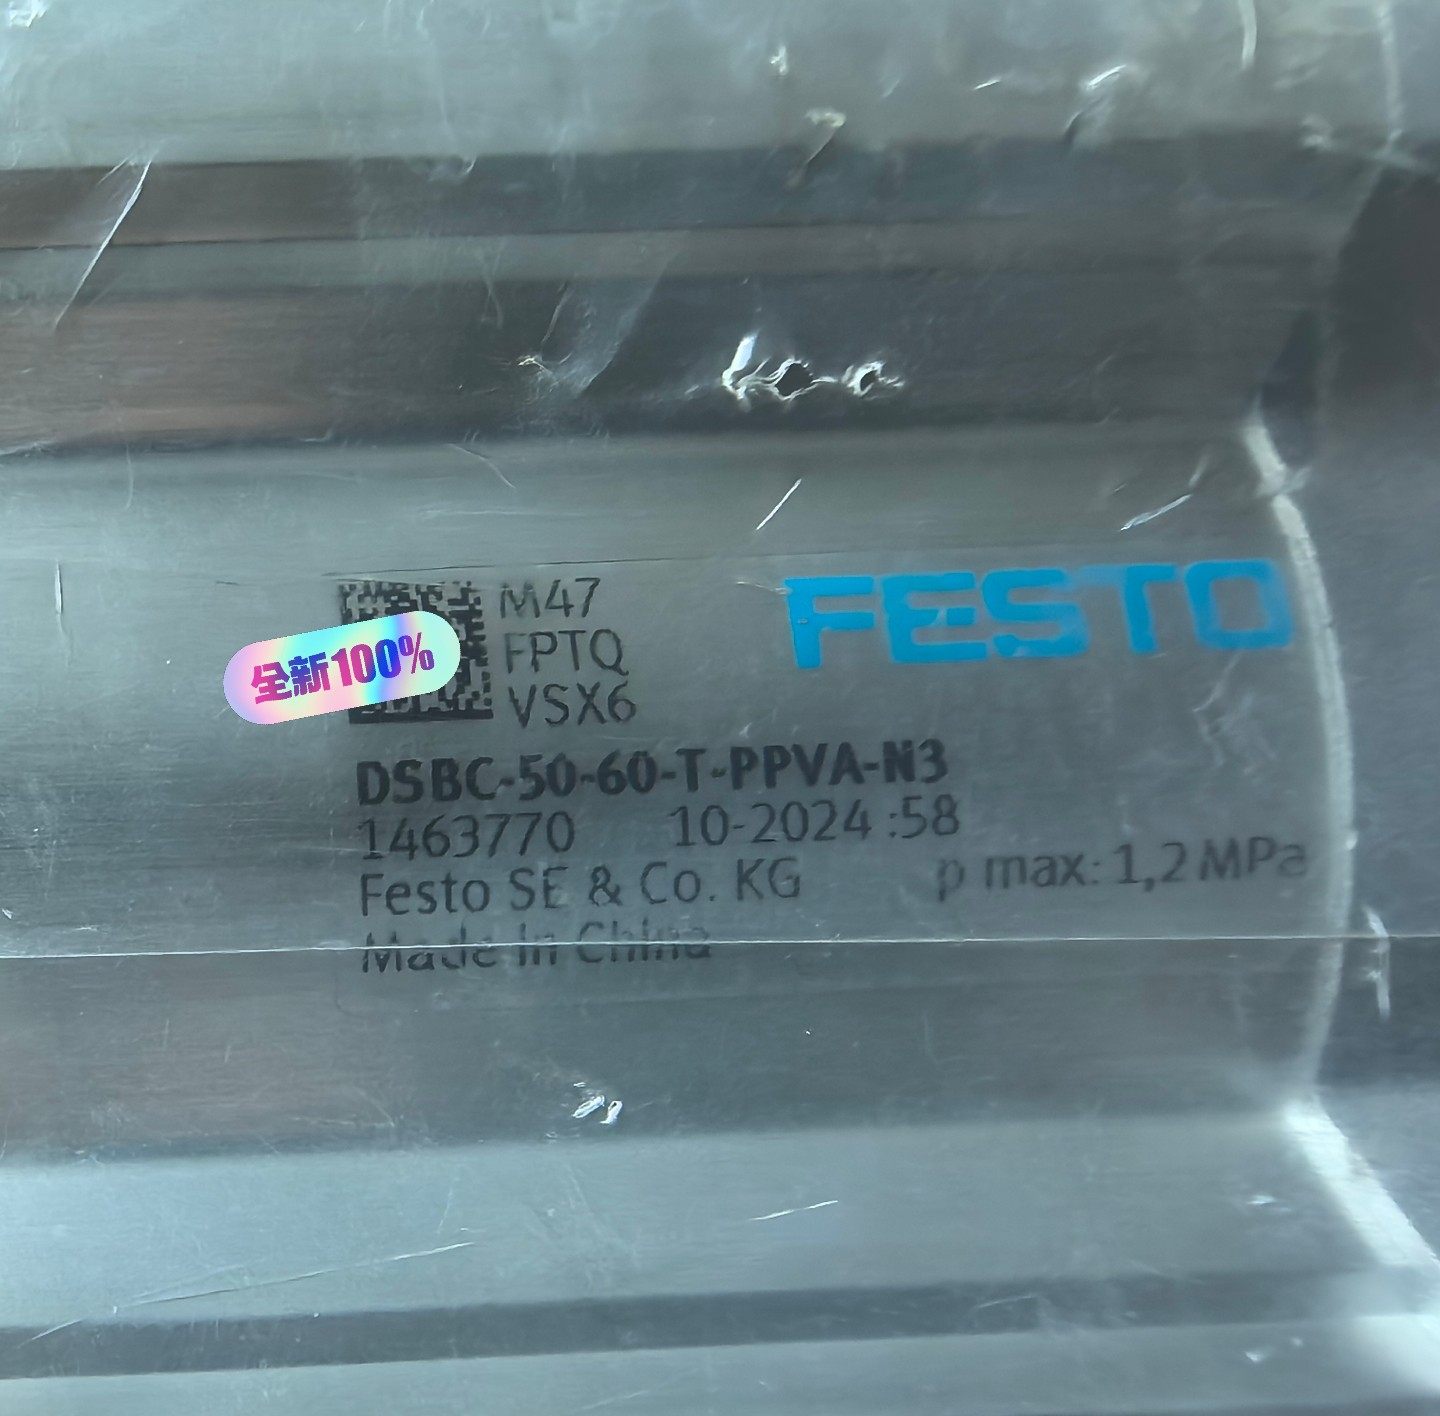 M47
FPTQ
VSX6
FESTO
全新100%
DSBC-50-60-T-PPVA-N3
1463770 10-2024 :58
Festo SE & Co. KG p max: 1,2 MPa
Made in China